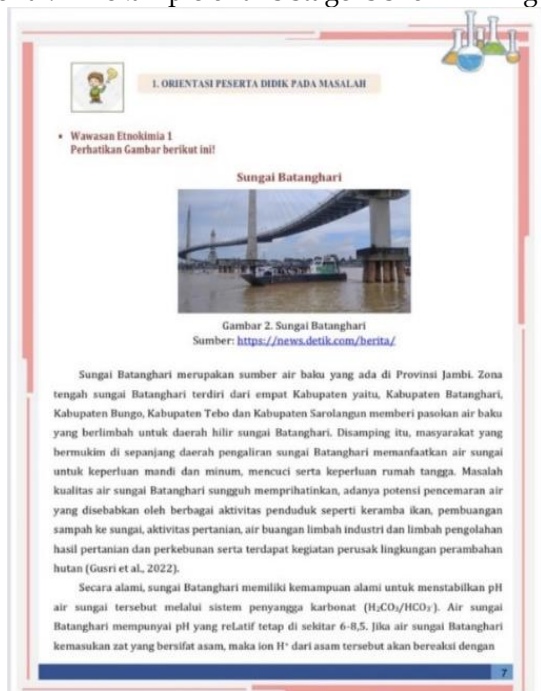 1. ORIENTASI PESERTA DIDIK PADA MASALAH
• Wawasan Etnokimia 1
Perhatikan Gambar berikut ini!
Sungai Batanghari
Gambar 2. Sungai Batanghari
Sumber: https://news.detik.com/berita/
Sungai Batanghari merupakan sumber air baku yang ada di Provinsi Jambi. Zona
tengah sungai Batanghari terdiri dari empat Kabupaten yaitu, Kabupaten Batanghari,
Kabupaten Bungo, Kabupaten Tebo dan Kabupaten Sarolangun memberi pasokan air baku
yang berlimbah untuk daerah hilir sungai Batanghari. Disamping itu, masyarakat yang
bermukim di sepanjang daerah pengaliran sungai Batanghari memanfaatkan air sungai
untuk keperluan mandi dan minum, mencuci serta keperluan rumah tangga. Masalah
kualitas air sungai Batanghari sungguh memprihatinkan, adanya potensi pencemaran air
yang disebabkan oleh berbagai aktivitas penduduk seperti keramba ikan, pembuangan
sampah ke sungai, aktivitas pertanian, air buangan limbah industri dan limbah pengolahan
hasil pertanian dan perkebunan serta terdapat kegiatan perusak lingkungan perambahan
hutan (Gusri et al., 2022).
Secara alami, sungai Batanghari memiliki kemampuan alami untuk menstabilkan pH
air sungai tersebut melalui sistem penyangga karbonat (H₂CO₃/HCO₃⁻). Air sungai
Batanghari mempunyai pH yang reLatif tetap di sekitar 6-8,5. Jika air sungai Batanghari
kemasukan zat yang bersifat asam, maka ion H⁺ dari asam tersebut akan bereaksi dengan
7